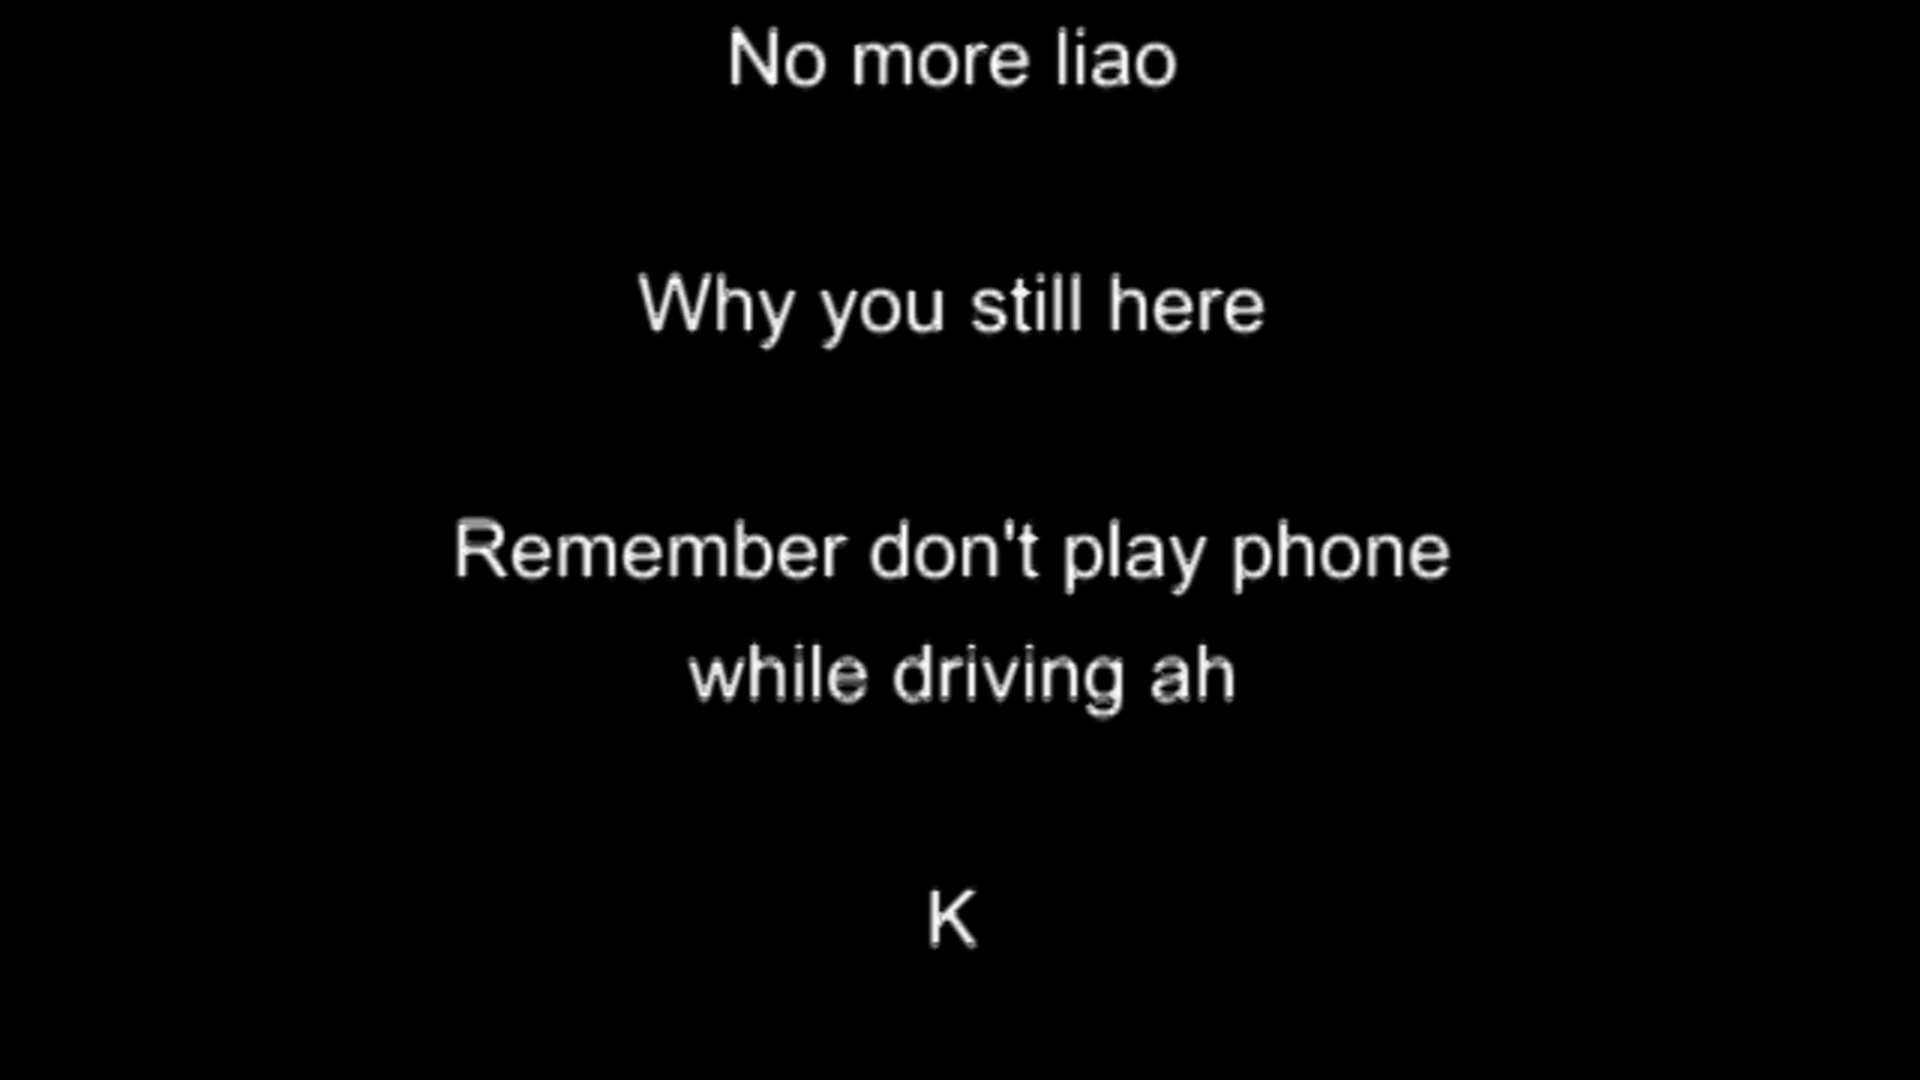 No more liao
Why you still here
Remember don't play phone
while driving ah
K